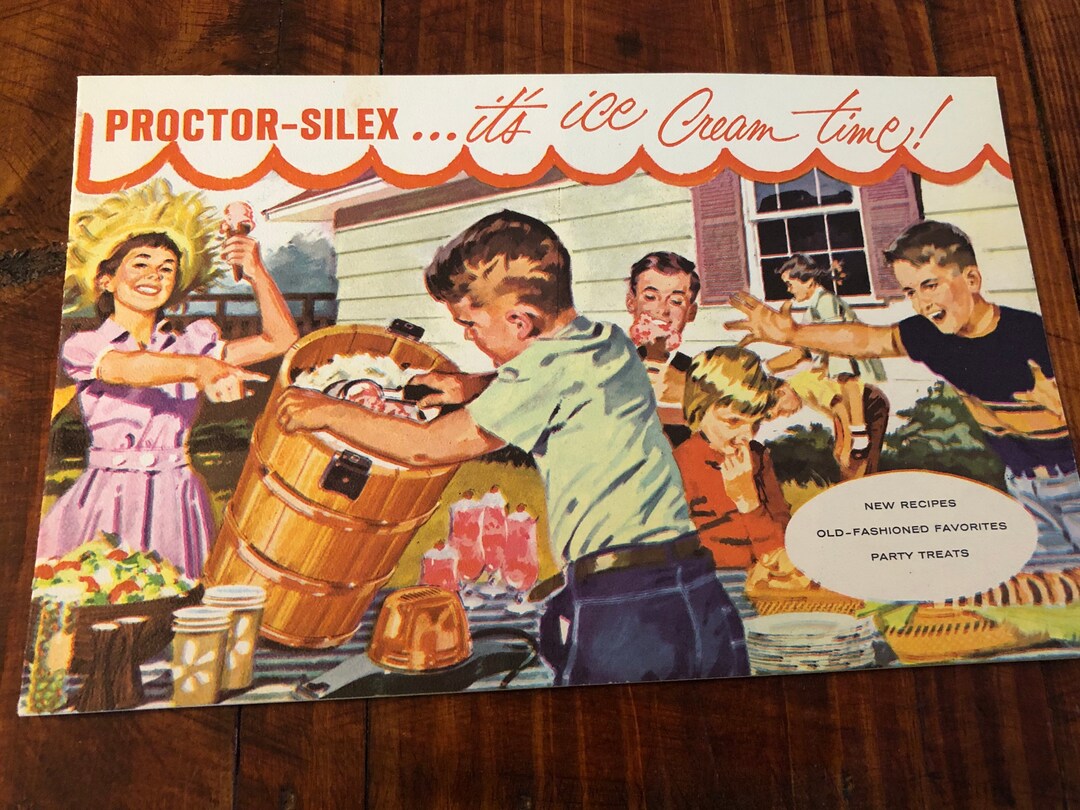 PROCTOR-SILEX ... it's ice Cream time!
NEW RECIPES
OLD-FASHIONED FAVORITES
PARTY TREATS